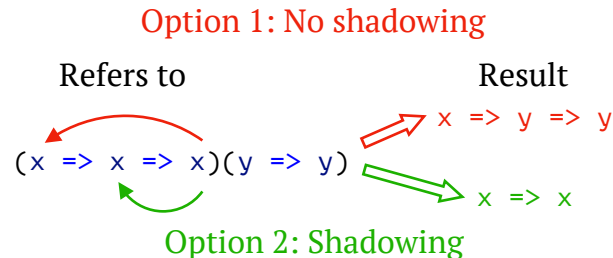 Option 1: No shadowing
Refers to
Result
x => y => y
(x => x => x)(y => y)
x => x
Option 2: Shadowing